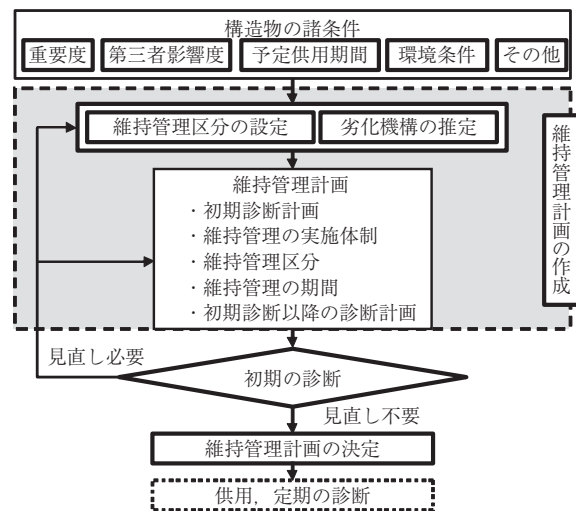 構造物の諸条件
重要度 第三者影響度 予定供用期間 環境条件 その他
維持管理区分の設定 劣化機構の推定
維持管理計画の作成
維持管理計画
・初期診断計画
・維持管理の実施体制
・維持管理区分
・維持管理の期間
・初期診断以降の診断計画
見直し必要
初期の診断
見直し不要
維持管理計画の決定
供用，定期の診断